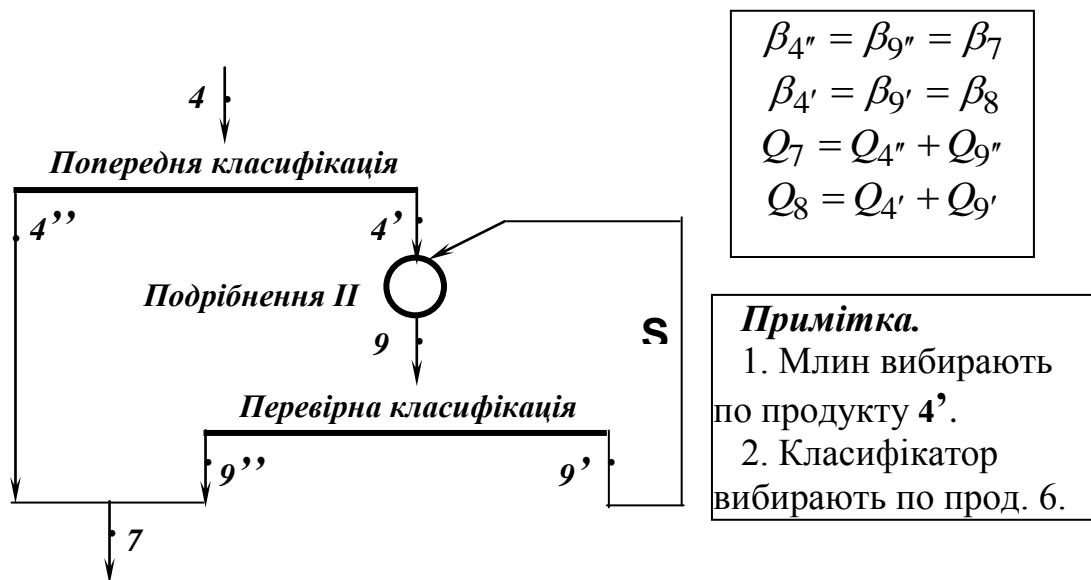 4
Попередня класифікація
4’’
4’
Подрібнення II
9
S
Перевірна класифікація
9’’
9’
7
β4″ = β9″ = β7
β4′ = β9′ = β8
Q7 = Q4″ + Q9″
Q8 = Q4′ + Q9′
Примітка.
1. Млин вибирають
по продукту 4’.
2. Класифікатор
вибирають по прод. 6.